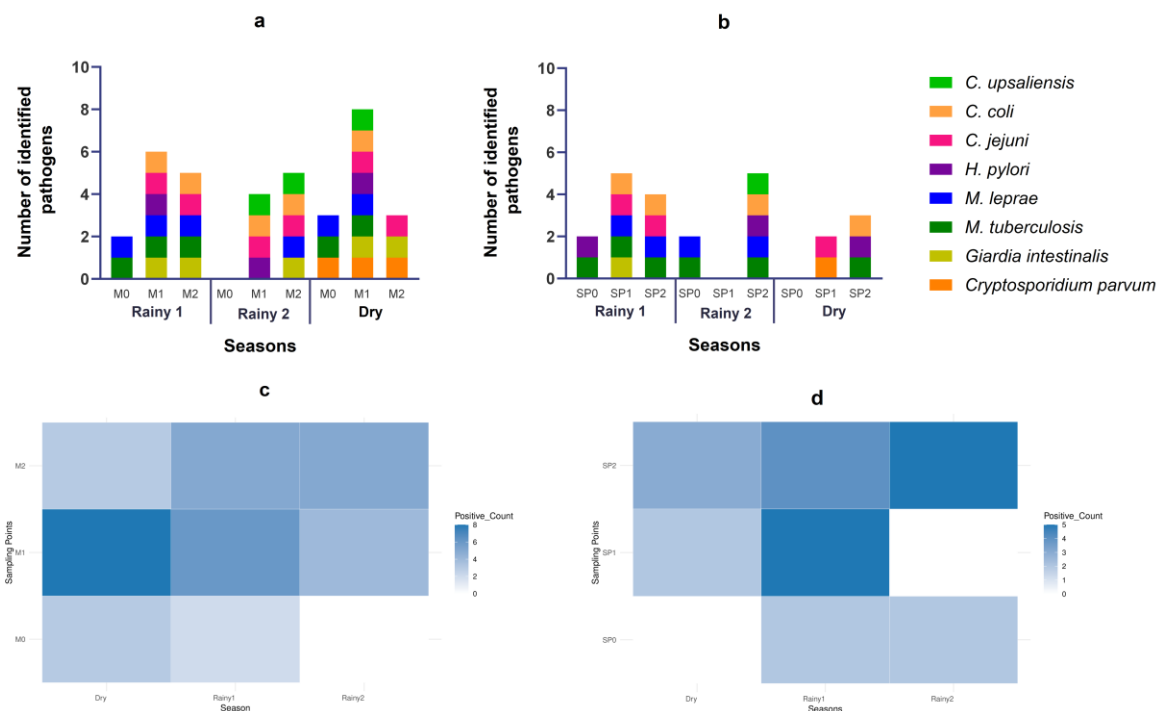 a
Number of identified
pathogens
10
8
6
4
2
0
M0 M1 M2 M0 M1 M2 M0 M1 M2
Rainy 1 Rainy 2 Dry
Seasons
b
Number of identified
pathogens
10
8
6
4
2
0
SP0 SP1 SP2 SP0 SP1 SP2 SP0 SP1 SP2
Rainy 1 Rainy 2 Dry
Seasons
C. upsaliensis
C. coli
C. jejuni
H. pylori
M. leprae
M. tuberculosis
Giardia intestinalis
Cryptosporidium parvum
c
Sampling Points
M2
M1
M0
Dry Rainy1 Rainy2
Season
Positive_Count
8
6
4
2
0
d
Sampling Points
SP2
SP1
SP0
Dry Rainy1 Rainy2
Season
Positive_Count
5
4
3
2
1
0